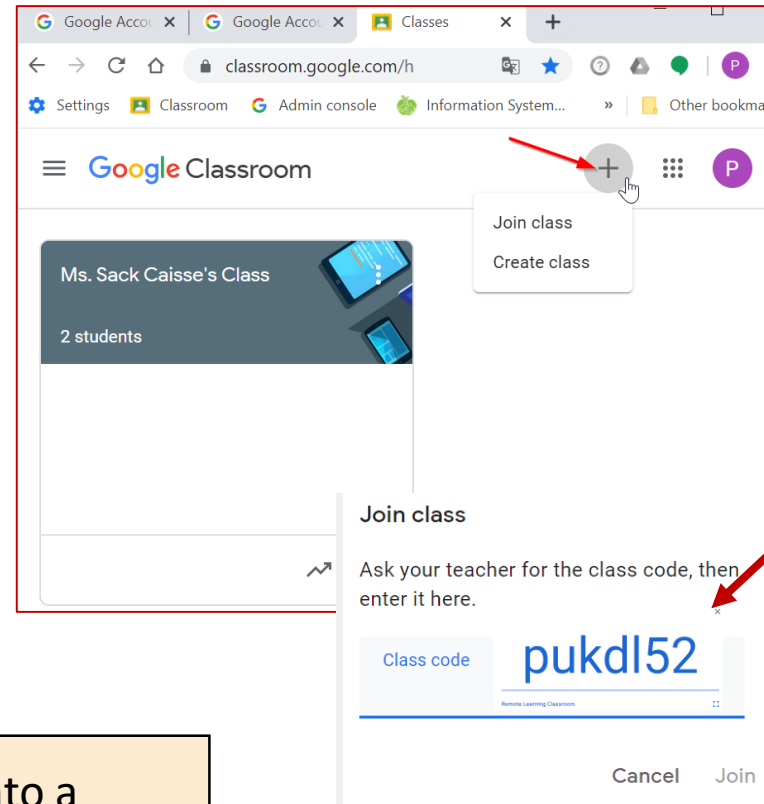 Google Accou
Google Accou
Classes
classroom.google.com/h
P
Settings
Classroom
G Admin console
Information System...
»
Other bookma
Google Classroom
P
Join class
Create class
Ms. Sack Caisse's Class
2 students
Join class
Ask your teacher for the class code, then
enter it here.
Class code
pukdl52
Remote Learning Classroom
Cancel Join
nto a